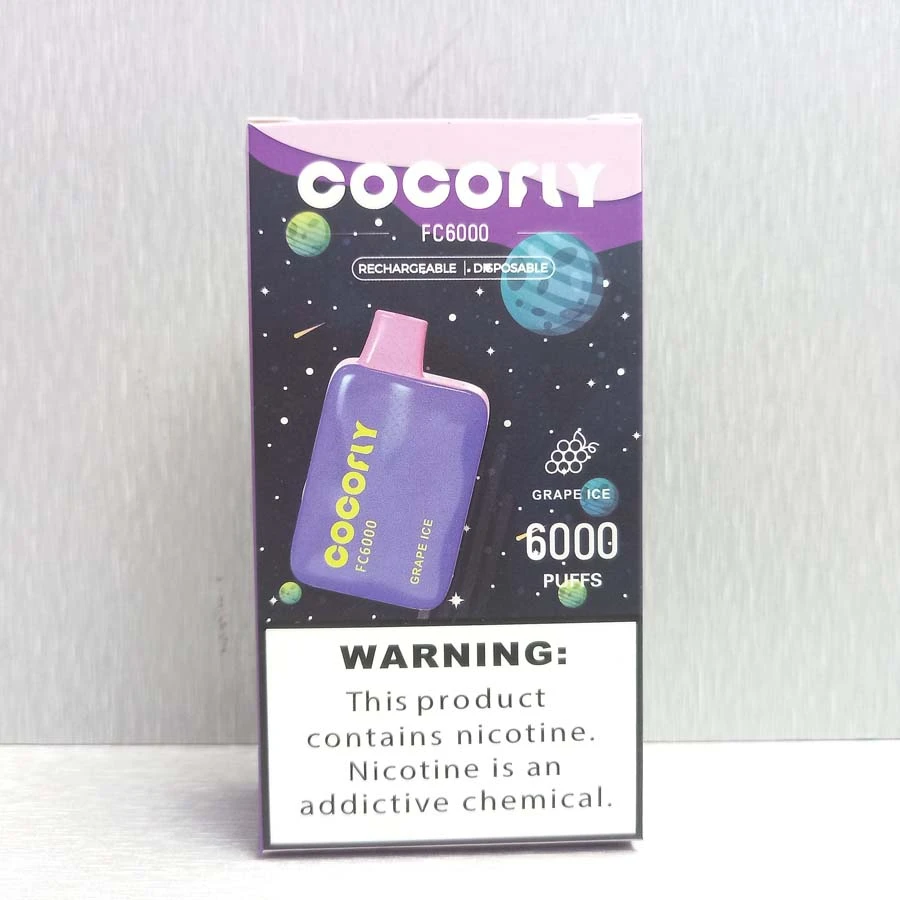 COCOFLY
FC6000
RECHARGEABLE | DISPOSABLE
COCOFLY
FC6000
GRAPE ICE
GRAPE ICE
6000
PUFFS
WARNING:
This product
contains nicotine.
Nicotine is an
addictive chemical.